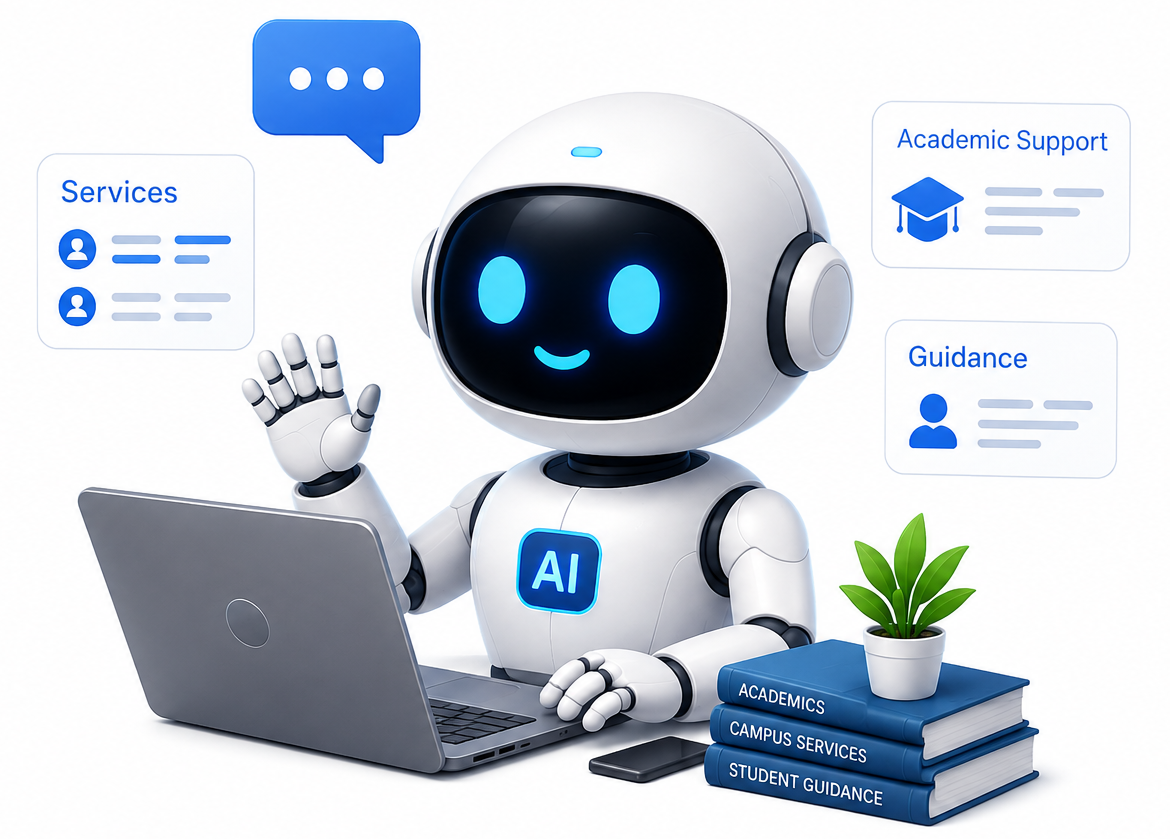 Services
Academic Support
Guidance
AI
ACADEMICS
CAMPUS SERVICES
STUDENT GUIDANCE